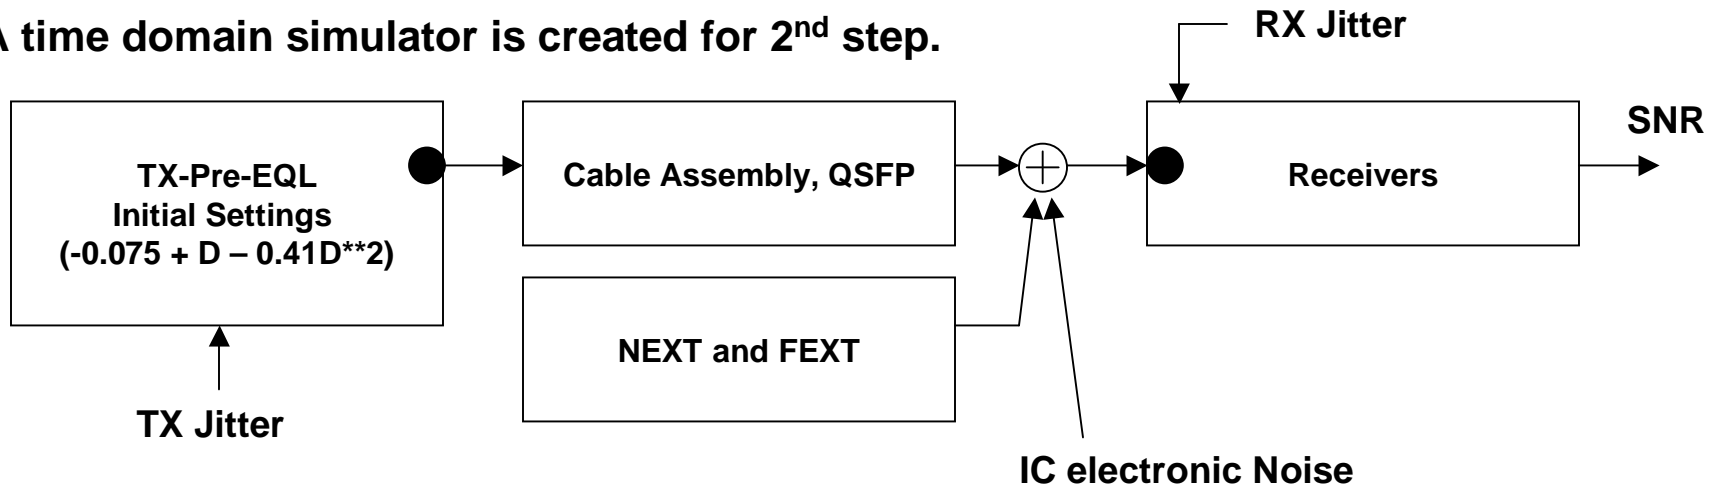 A time domain simulator is created for 2nd step.
RX Jitter
SNR
TX-Pre-EQL
Initial Settings
(-0.075 + D – 0.41D**2)
Cable Assembly, QSFP
Receivers
NEXT and FEXT
TX Jitter
IC electronic Noise